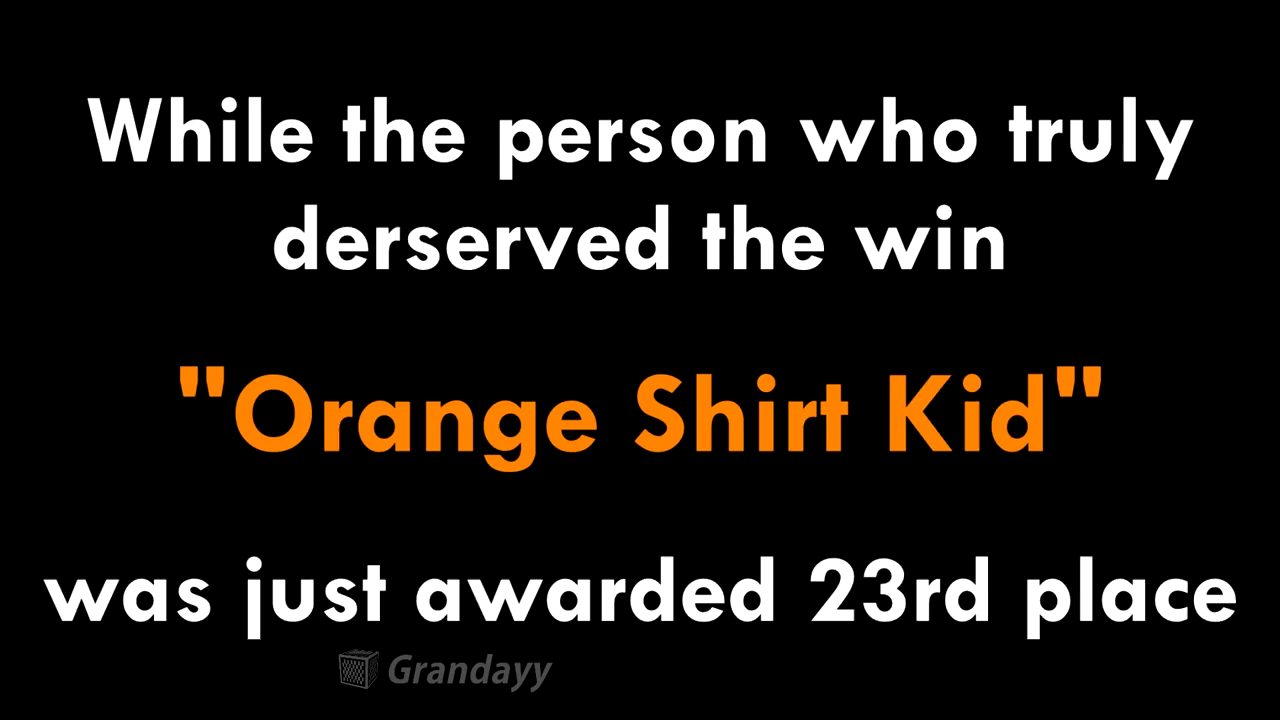 While the person who truly
derserved the win
"Orange Shirt Kid"
was just awarded 23rd place
Grandayy